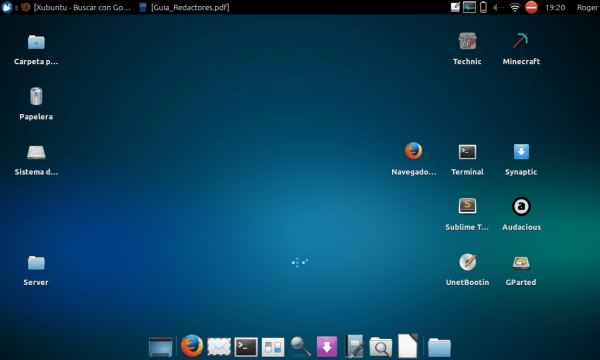 [Xubuntu - Buscar con Go... [Guia_Redactores.pdf] 19:20 Roger
Carpeta p... Technic Minecraft
Papelera
Sistema d... Navegado... Terminal Synaptic
Sublime T... Audacious
Server UnetBootin GParted